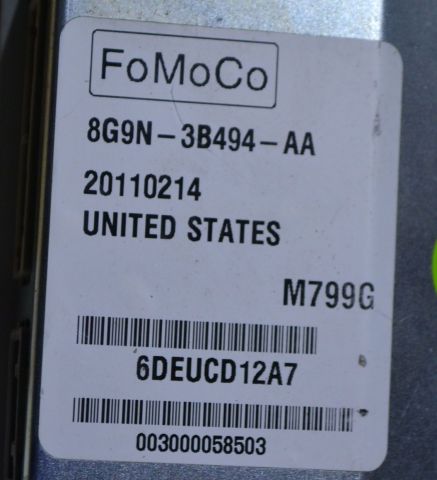 FoMoCo
8G9N-3B494-AA
20110214
UNITED STATES
M799G
6DEUCD12A7
003000058503